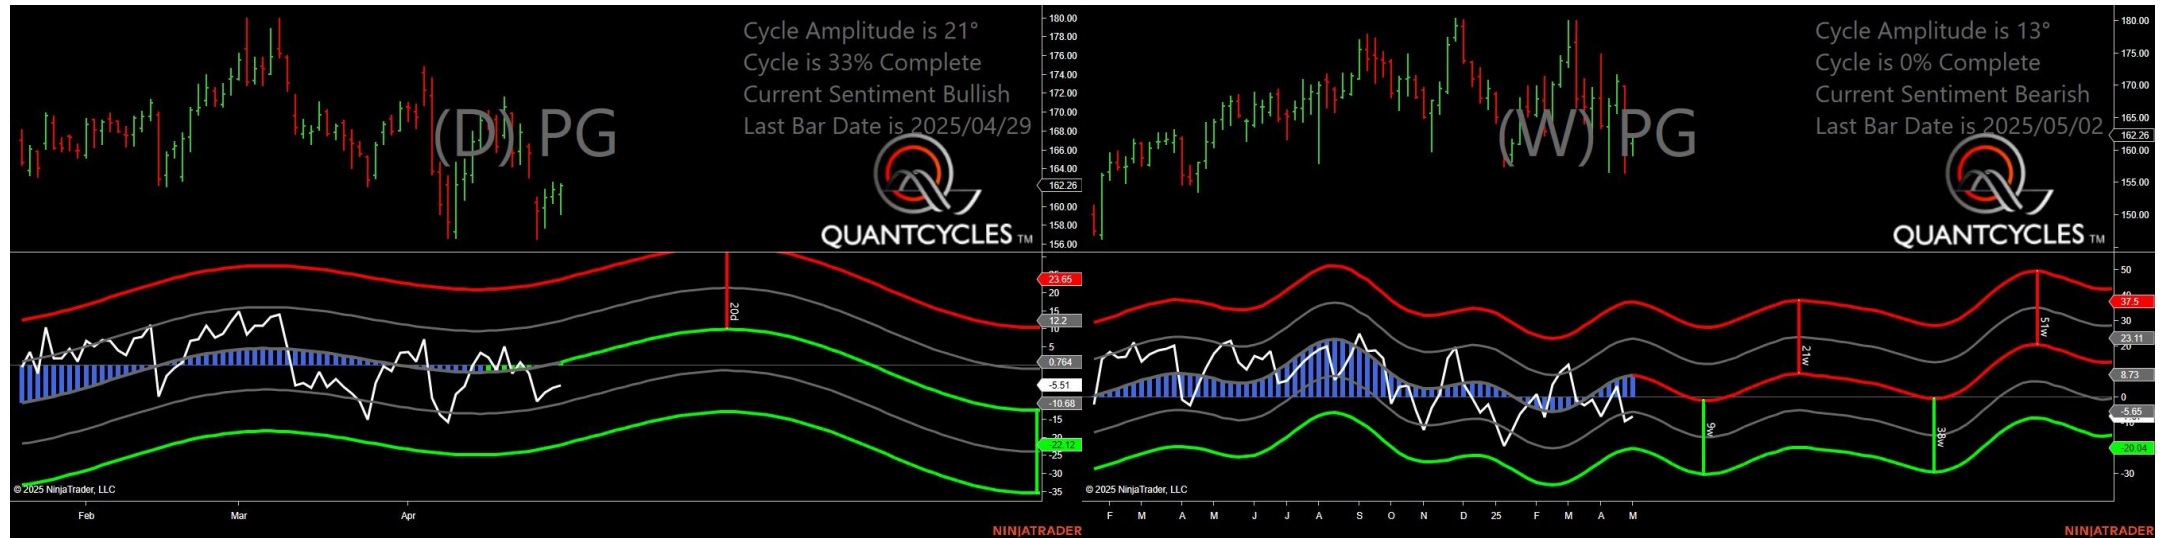 Cycle Amplitude is 21°
Cycle is 33% Complete
Current Sentiment Bullish
Last Bar Date is 2025/04/29
(D) PG
QUANTCYCLES TM
180.00
178.00
176.00
174.00
172.00
170.00
168.00
166.00
164.00
162.26
160.00
158.00
156.00
20d
23.65
20
15
12.2
10
5
0.764
-5.51
-10.68
-15
-22.12
-25
-30
-35
© 2025 NinjaTrader, LLC
Feb
Mar
Apr
NINJATRADER
Cycle Amplitude is 13°
Cycle is 0% Complete
Current Sentiment Bearish
Last Bar Date is 2025/05/02
(W) PG
QUANTCYCLES TM
180.00
175.00
170.00
165.00
162.26
160.00
155.00
150.00
9w
21w
38w
51w
50
40
37.5
30
23.11
20
8.73
0
-5.65
-10
-20.04
-30
© 2025 NinjaTrader, LLC
F
M
A
M
J
J
A
S
O
N
D
25
F
M
A
M
NINJATRADER